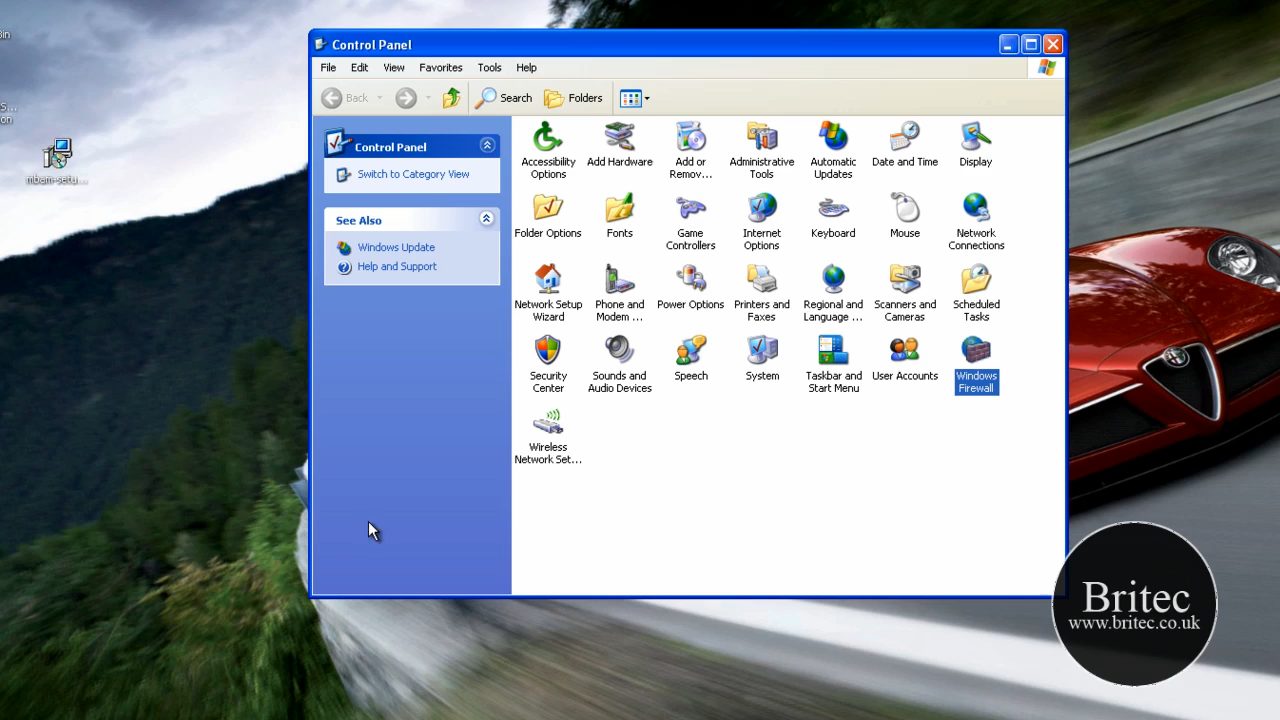 in
S...
on
mbam-setu...
Control Panel
File Edit View Favorites Tools Help
Back Search Folders
Control Panel
Switch to Category View
See Also
Windows Update
Help and Support
Accessibility
Options
Add Hardware
Add or
Remov...
Administrative
Tools
Automatic
Updates
Date and Time
Display
Folder Options
Fonts
Game
Controllers
Internet
Options
Keyboard
Mouse
Network
Connections
Network Setup
Wizard
Phone and
Modem ...
Power Options
Printers and
Faxes
Regional and
Language ...
Scanners and
Cameras
Scheduled
Tasks
Security
Center
Sounds and
Audio Devices
Speech
System
Taskbar and
Start Menu
User Accounts
Windows
Firewall
Wireless
Network Set...
Britec
www.britec.co.uk